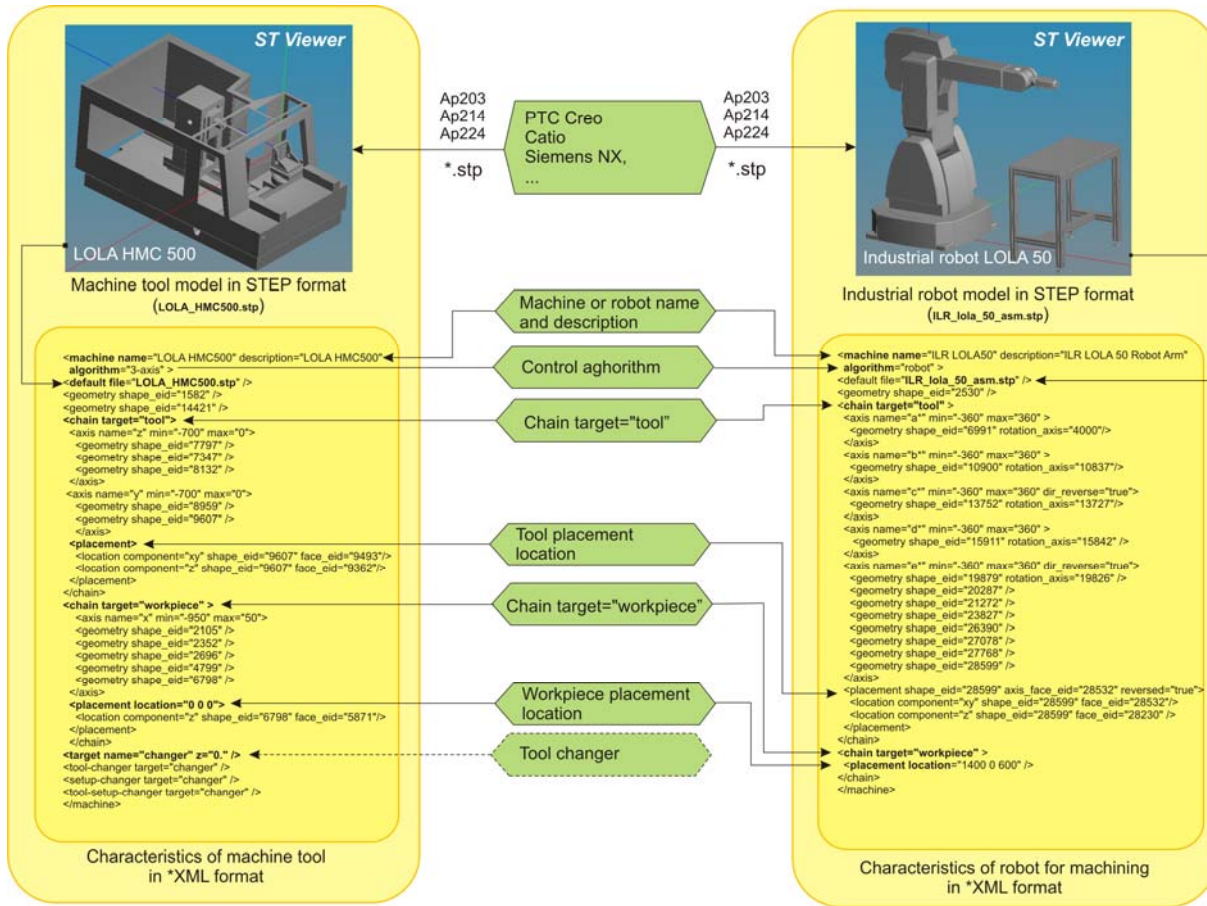 ST Viewer
LOLA HMC 500
Machine tool model in STEP format
(LOLA_HMC500.stp)
<machine name="LOLA HMC500" description="LOLA HMC500"
algorithm="3-axis" >
<default file="LOLA_HMC500.stp" />
<geometry shape_eid="1582" />
<geometry shape_eid="14421" />
<chain target="tool">
<axis name="z" min="-700" max="0">
<geometry shape_eid="7797" />
<geometry shape_eid="7347" />
<geometry shape_eid="8132" />
</axis>
<axis name="y" min="-700" max="0">
<geometry shape_eid="8959" />
<geometry shape_eid="9607" />
</axis>
<placement>
<location component="xy" shape_eid="9607" face_eid="9493"/>
<location component="z" shape_eid="9607" face_eid="9362"/>
</placement>
</chain>
<chain target="workpiece" >
<axis name="x" min="-950" max="50">
<geometry shape_eid="2105" />
<geometry shape_eid="2352" />
<geometry shape_eid="2696" />
<geometry shape_eid="4799" />
<geometry shape_eid="6798" />
</axis>
<placement location="0 0 0">
<location component="z" shape_eid="6798" face_eid="5871"/>
</placement>
</chain>
<target name="changer" z="0." />
<tool-changer target="changer" />
<setup-changer target="changer" />
<tool-setup-changer target="changer" />
</machine>
Characteristics of machine tool
in *XML format
Ap203
Ap214
Ap224
*.stp
PTC Creo
Catio
Siemens NX,
...
Ap203
Ap214
Ap224
*.stp
Machine or robot name
and description
Control aghorithm
Chain target="tool"
Tool placement
location
Chain target="workpiece"
Workpiece placement
location
Tool changer
ST Viewer
Industrial robot LOLA 50
Industrial robot model in STEP format
(ILR_lola_50_asm.stp)
<machine name="ILR LOLA50" description="ILR LOLA 50 Robot Arm"
algorithm="robot" >
<default file="ILR_lola_50_asm.stp" />
<geometry shape_eid="2530" />
<chain target="tool" >
<axis name="a*" min="-360" max="360" >
<geometry shape_eid="6991" rotation_axis="4000"/>
</axis>
<axis name="b*" min="-360" max="360" >
<geometry shape_eid="10900" rotation_axis="10837"/>
</axis>
<axis name="c*" min="-360" max="360" dir_reverse="true">
<geometry shape_eid="13752" rotation_axis="13727"/>
</axis>
<axis name="d*" min="-360" max="360" >
<geometry shape_eid="15911" rotation_axis="15842" />
</axis>
<axis name="e*" min="-360" max="360" dir_reverse="true">
<geometry shape_eid="19879" rotation_axis="19826" />
<geometry shape_eid="20287" />
<geometry shape_eid="21272" />
<geometry shape_eid="23827" />
<geometry shape_eid="26390" />
<geometry shape_eid="27078" />
<geometry shape_eid="27768" />
<geometry shape_eid="28599" />
</axis>
<placement shape_eid="28599" axis_face_eid="28532" reversed="true">
<location component="xy" shape_eid="28599" face_eid="28532"/>
<location component="z" shape_eid="28599" face_eid="28230" />
</placement>
</chain>
<chain target="workpiece" >
<placement location="1400 0 600" />
</chain>
</machine>
Characteristics of robot for machining
in *XML format